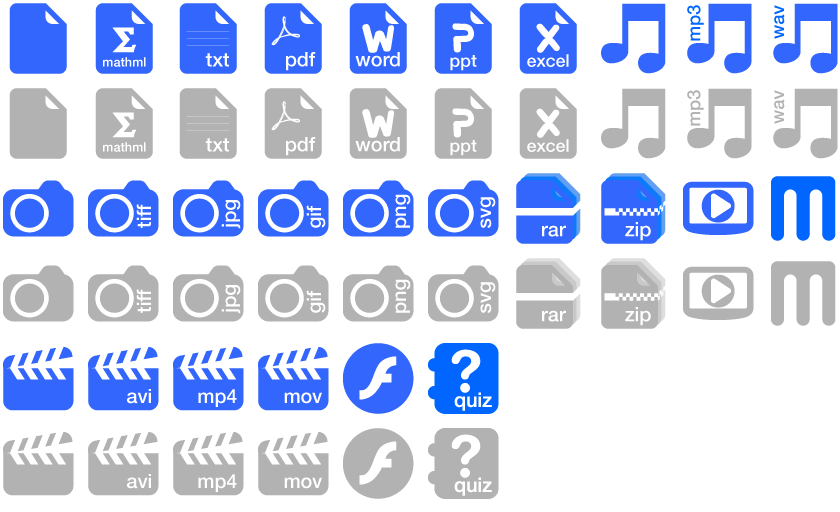 mathml
txt
pdf
W
word
P
ppt
X
excel
mp3
wav
Σ
mathml
txt
pdf
W
word
P
ppt
X
excel
mp3
wav
tiff
jpg
gif
png
svg
rar
zip
m
tiff
jpg
gif
png
svg
rar
zip
m
avi
mp4
mov
f
?
quiz
avi
mp4
mov
f
?
quiz